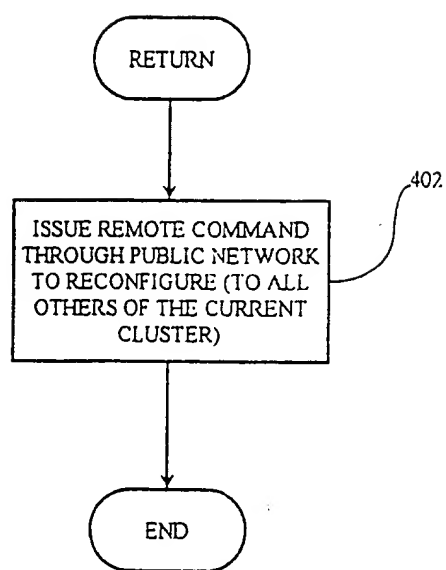 RETURN
402
ISSUE REMOTE COMMAND
THROUGH PUBLIC NETWORK
TO RECONFIGURE (TO ALL
OTHERS OF THE CURRENT
CLUSTER)
END